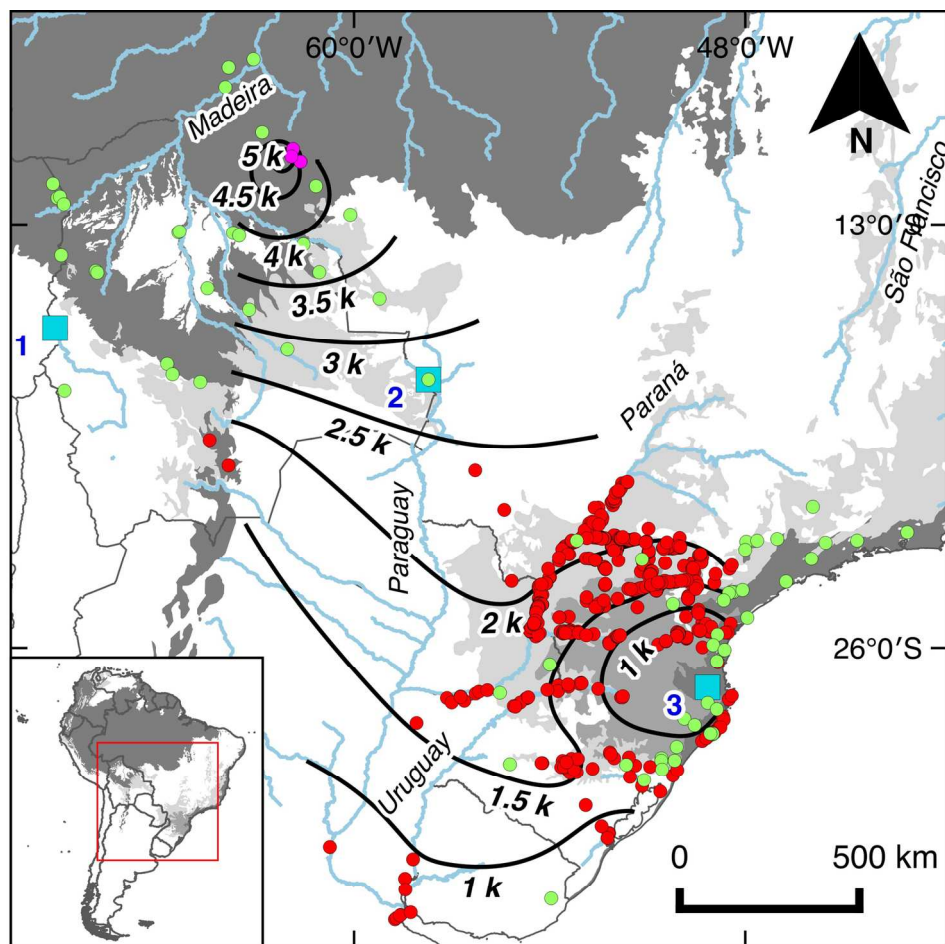 60°0′W
48°0′W
Madeira
N
5 k
São Francisco
4.5 k
13°0′S
4 k
3.5 k
1
3 k
2
Paraná
2.5 k
Paraguay
2 k
1 k
26°0′S
3
Uruguay
1.5 k
0
500 km
1 k